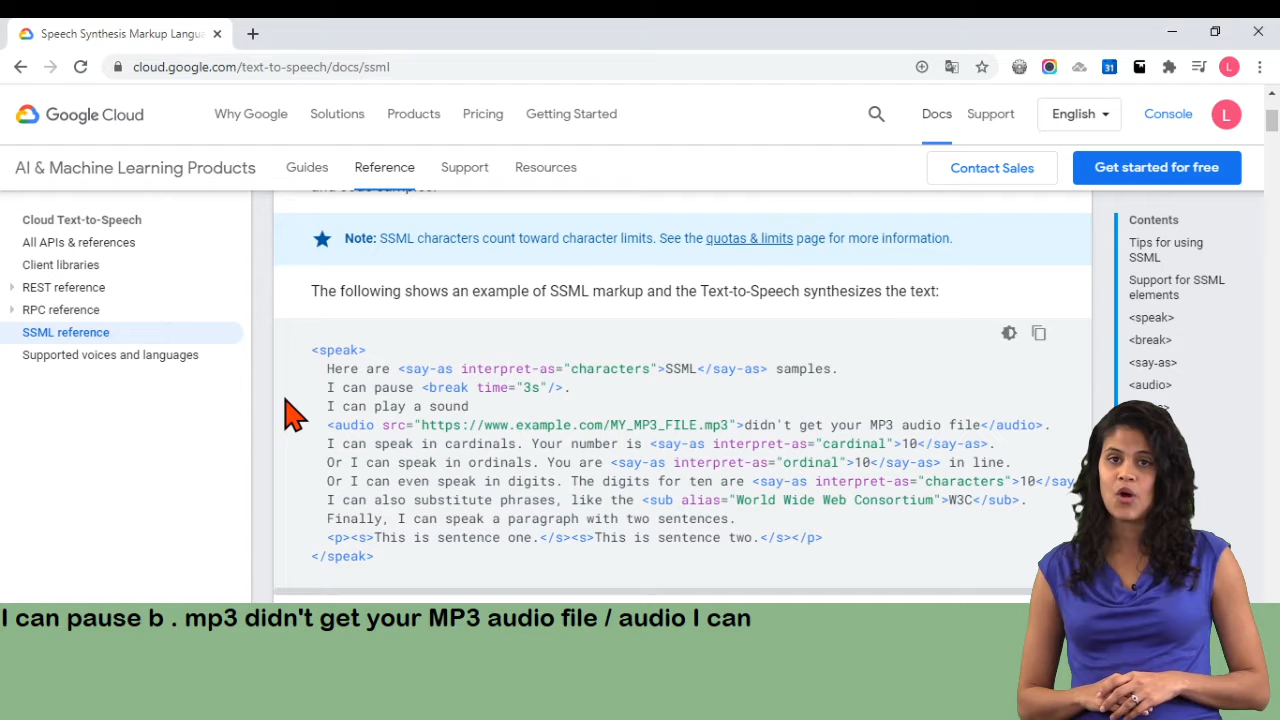 Speech Synthesis Markup Langua
cloud.google.com/text-to-speech/docs/ssml
31
L
Google Cloud
Why Google
Solutions
Products
Pricing
Getting Started
Docs
Support
English
Console
L
AI & Machine Learning Products
Guides
Reference
Support
Resources
Contact Sales
Get started for free
Cloud Text-to-Speech
All APIs & references
Client libraries
REST reference
RPC reference
SSML reference
Supported voices and languages
Note: SSML characters count toward character limits. See the quotas & limits page for more information.
The following shows an example of SSML markup and the Text-to-Speech synthesizes the text:
<speak>
Here are <say-as interpret-as="characters">SSML</say-as> samples.
I can pause <break time="3s"/>.
I can play a sound
<audio src="https://www.example.com/MY_MP3_FILE.mp3">didn't get your MP3 audio file</audio>.
I can speak in cardinals. Your number is <say-as interpret-as="cardinal">10</say-as>.
Or I can speak in ordinals. You are <say-as interpret-as="ordinal">10</say-as> in line.
Or I can even speak in digits. The digits for ten are <say-as interpret-as="characters">10</say
I can also substitute phrases, like the <sub alias="World Wide Web Consortium">W3C</sub>.
Finally, I can speak a paragraph with two sentences.
<p><s>This is sentence one.</s><s>This is sentence two.</s></p>
</speak>
Contents
Tips for using
SSML
Support for SSML
elements
<speak>
<break>
<say-as>
<audio>
I can pause b . mp3 didn't get your MP3 audio file / audio I can